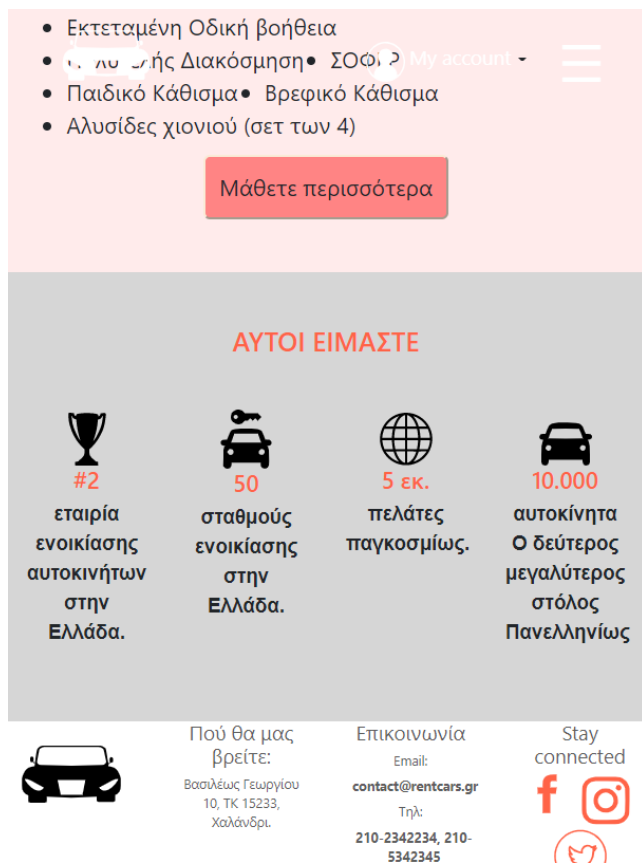 • Εκτεταμένη Οδική βοήθεια
Διακόσμηση • ΣΟΦΕΡ My account
• Παιδικό Κάθισμα • Βρεφικό Κάθισμα
• Αλυσίδες χιονιού (σετ των 4)
Μάθετε περισσότερα
ΑΥΤΟΙ ΕΙΜΑΣΤΕ
#2
εταιρία
ενοικίασης
αυτοκινήτων
στην
Ελλάδα.
50
σταθμούς
ενοικίασης
στην
Ελλάδα.
5 εκ.
πελάτες
παγκοσμίως.
10.000
αυτοκίνητα
Ο δεύτερος
μεγαλύτερος
στόλος
Πανελληνίως
Πού θα μας
βρείτε:
Βασιλέως Γεωργίου
10, ΤΚ 15233,
Χαλάνδρι.
Επικοινωνία
Email:
contact@rentcars.gr
Τηλ:
210-2342234, 210-
5342345
Stay
connected